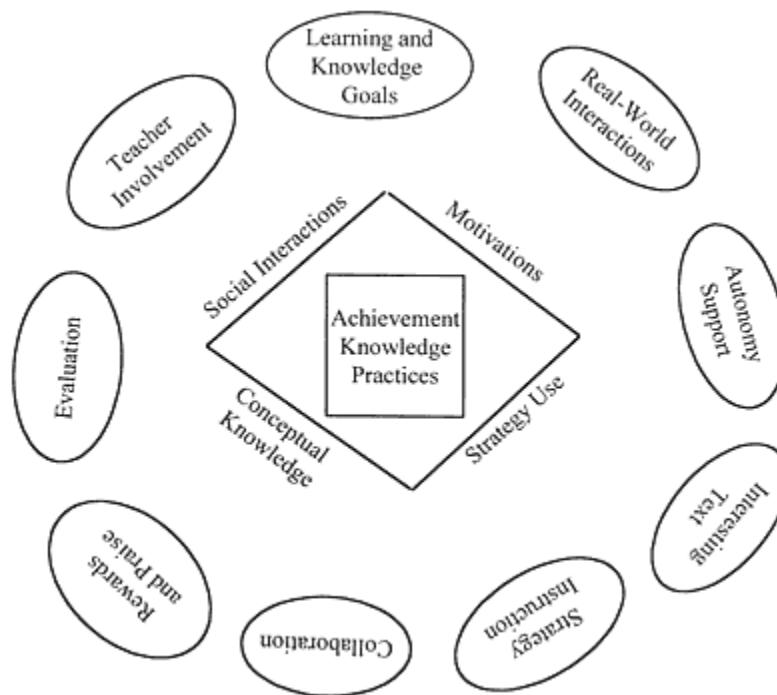 Learning and
Knowledge
Goals
Real-World
Interactions
Autonomy
Support
Interesting
Text
Strategy
Instruction
Collaboration
Rewards
and Praise
Evaluation
Teacher
Involvement
Social Interactions
Motivations
Strategy Use
Conceptual
Knowledge
Achievement
Knowledge
Practices